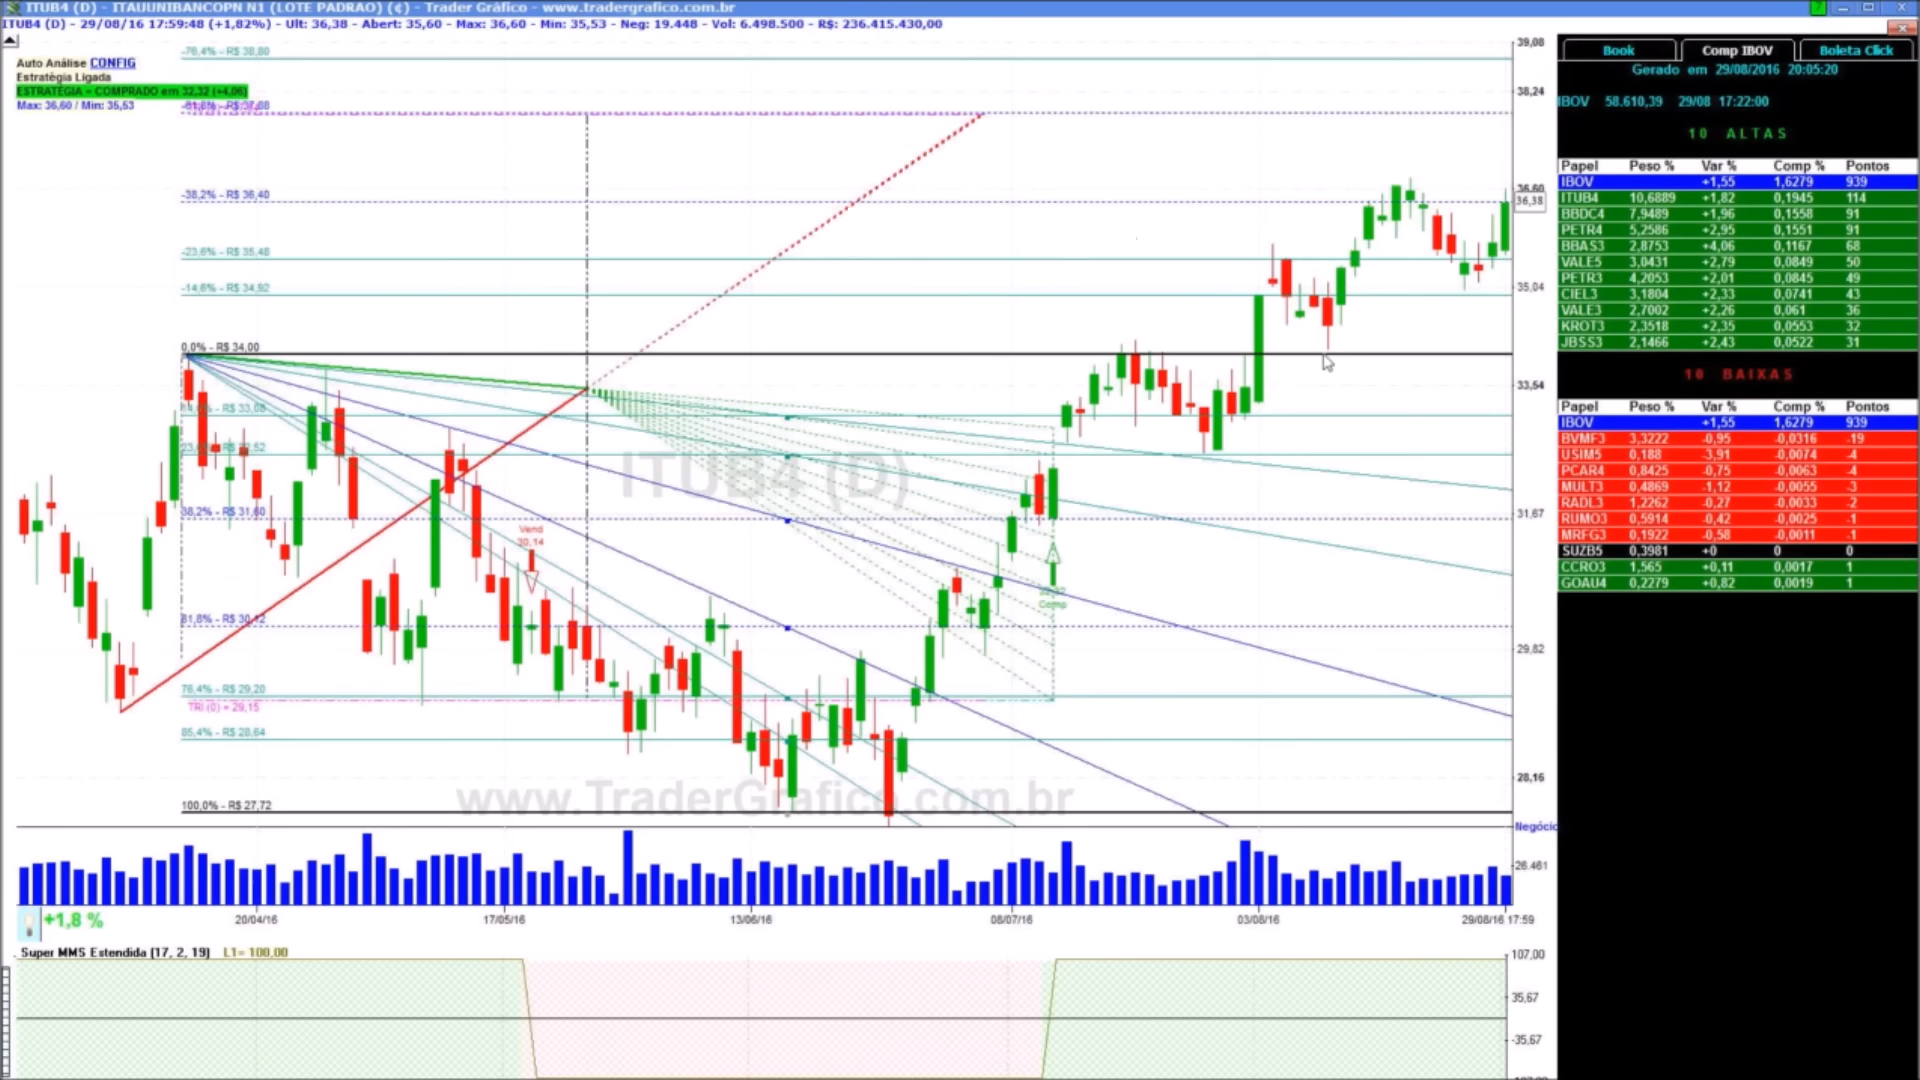 ITUB4 (D) - ITAUUNIBANCOPN N1 (LOTE PADRAO) (¢) - Trader Gráfico - www.tradergrafico.com.br
ITUB4 (D) - 29/08/16 17:59:48 (+1,82%) - Ult: 36,38 - Abert: 35,60 - Max: 36,60 - Min: 35,53 - Neg: 19.448 - Vol: 6.498.500 - R$: 236.415.430,00
Auto Análise CONFIG
Estratégia Ligada
ESTRATÉGIA = COMPRADO em 32,32 (+4,06)
Max: 36,60 / Min: 35,53
-76,4% - R$ 38,80
-38,2% - R$ 36,40
-23,6% - R$ 35,48
-14,6% - R$ 34,92
0,0% - R$ 34,00
38,2% - R$ 31,60
61,8% - R$ 30,12
76,4% - R$ 29,20
TRI (0) = 29,15
85,4% - R$ 28,64
100,0% - R$ 27,72
Vend
30,14
Comp
ITUB4 (D)
www.TraderGrafico.com.br
39,08
38,24
36,60
36,38
35,04
33,54
31,67
29,82
28,16
Negócio
26.461
+1,8 %
20/04/16 17/05/16 13/06/16 08/07/16 03/08/16 29/08/16 17:59
Super MMS Estendida (17, 2, 19) L1= 100,00
107,00
35,67
-35,67
Book Comp IBOV Boleta Click
Gerado em 29/08/2016 20:05:20
IBOV 58.610,39 29/08 17:22:00
10 ALTAS
Papel Peso % Var % Comp % Pontos
IBOV +1,55 1,6279 939
ITUB4 10,6889 +1,82 0,1945 114
BBDC4 7,9489 +1,96 0,1558 91
PETR4 5,2586 +2,95 0,1551 91
BBAS3 2,8753 +4,06 0,1167 68
VALE5 3,0431 +2,79 0,0849 50
PETR3 4,2053 +2,01 0,0845 49
CIEL3 3,1804 +2,33 0,0741 43
VALE3 2,7002 +2,26 0,061 36
KROT3 2,3518 +2,35 0,0553 32
JBSS3 2,1466 +2,43 0,0522 31
10 BAIXAS
Papel Peso % Var % Comp % Pontos
IBOV +1,55 1,6279 939
BVMF3 3,3222 -0,95 -0,0316 -19
USIM5 0,188 -3,91 -0,0074 -4
PCAR4 0,8425 -0,75 -0,0063 -4
MULT3 0,4869 -1,12 -0,0055 -3
RADL3 1,2262 -0,27 -0,0033 -2
RUMO3 0,5914 -0,42 -0,0025 -1
MRFG3 0,1922 -0,58 -0,0011 -1
SUZB5 0,3981 +0 0 0
CCRO3 1,565 +0,11 0,0017 1
GOAU4 0,2279 +0,82 0,0019 1